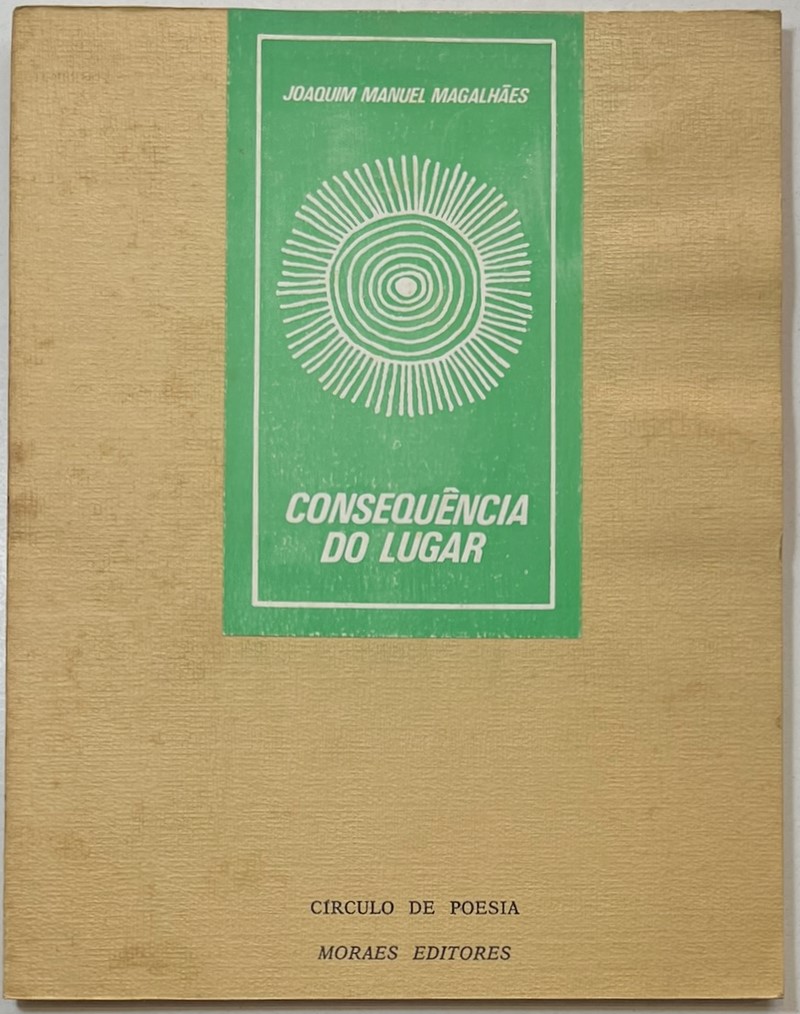 JOAQUIM MANUEL MAGALHÃES
CONSEQUÊNCIA
DO LUGAR
CÍRCULO DE POESIA
MORAES EDITORES